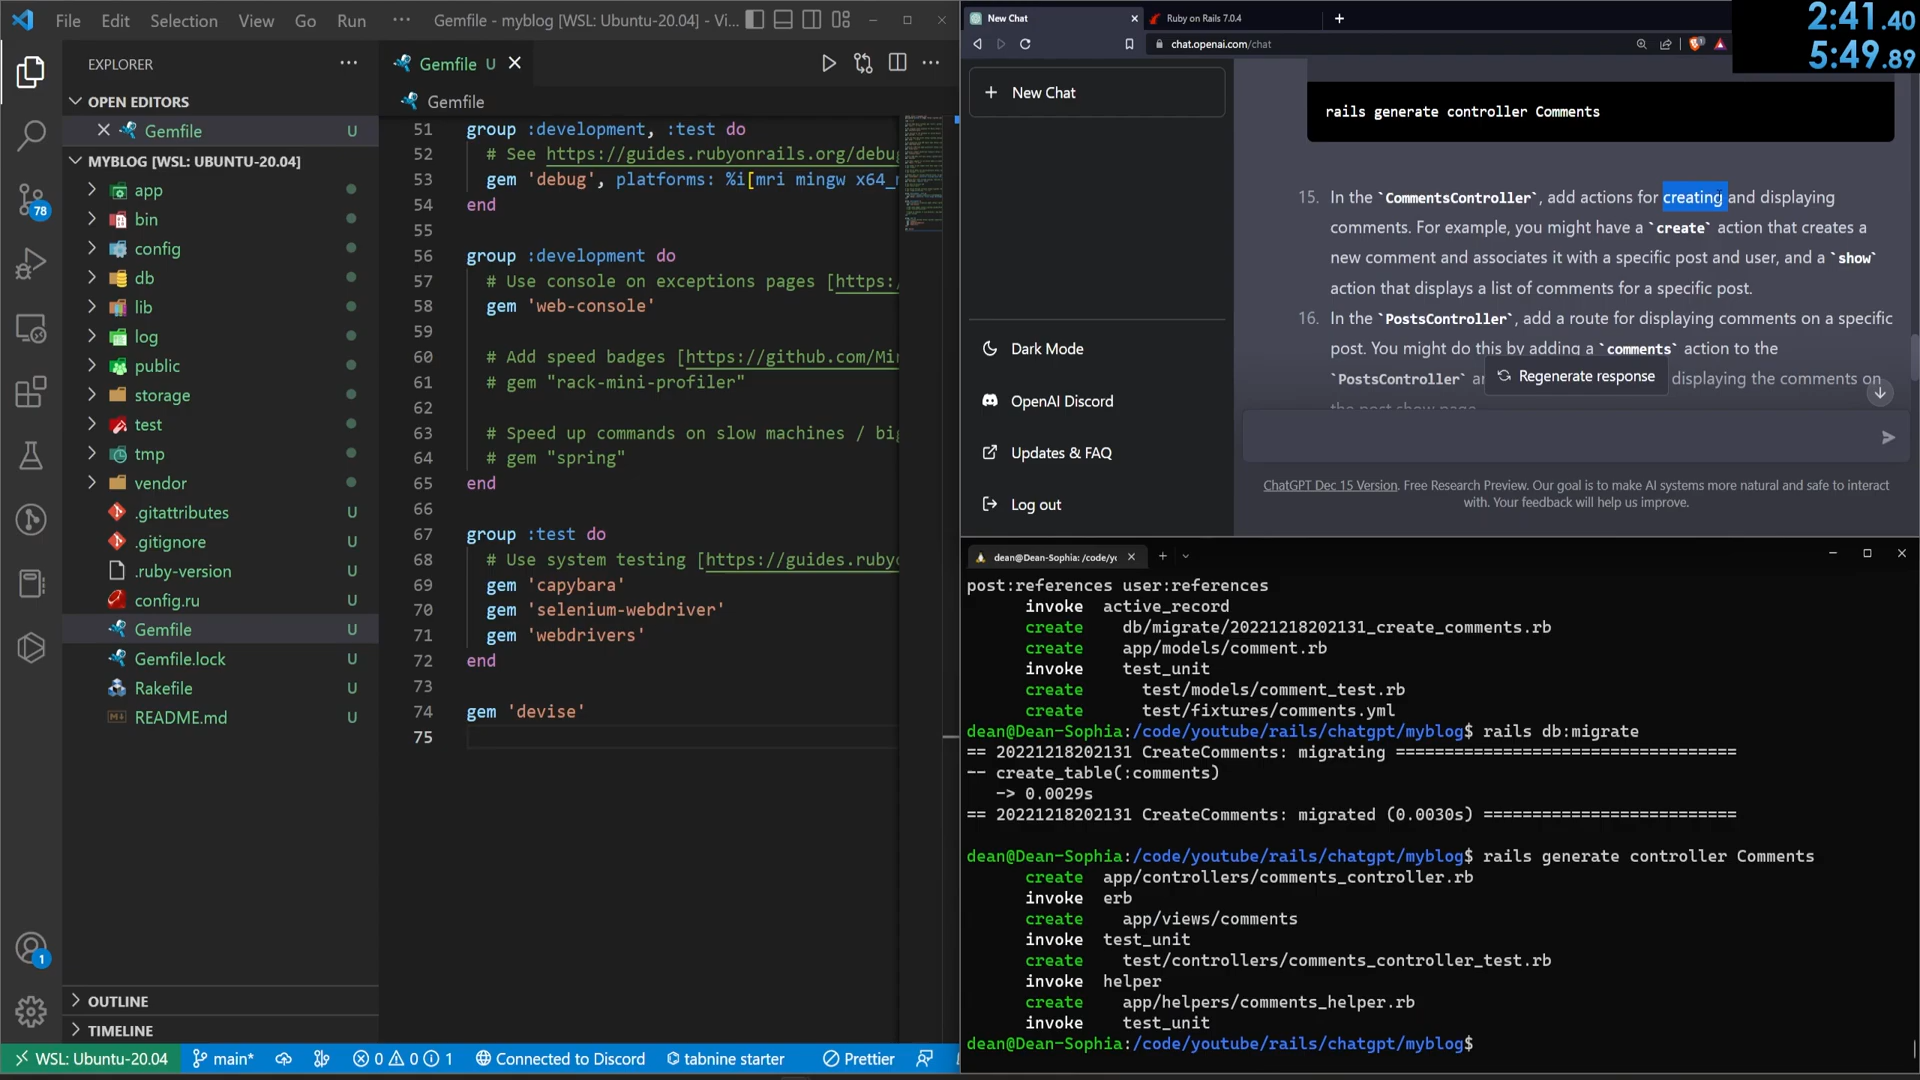 File Edit Selection View Go Run ··· Gemfile - myblog [WSL: Ubuntu-20.04] - Vi...
EXPLORER
OPEN EDITORS
Gemfile U
MYBLOG [WSL: UBUNTU-20.04]
app
bin
config
db
lib
log
public
storage
test
tmp
vendor
.gitattributes U
.gitignore U
.ruby-version U
config.ru U
Gemfile U
Gemfile.lock U
Rakefile U
README.md U
OUTLINE
TIMELINE
78
1
Gemfile U
Gemfile
51 group :development, :test do
52 # See https://guides.rubyonrails.org/debu
53 gem 'debug', platforms: %i[mri mingw x64_
54 end
55
56 group :development do
57 # Use console on exceptions pages [https:/
58 gem 'web-console'
59
60 # Add speed badges [https://github.com/Mi
61 # gem "rack-mini-profiler"
62
63 # Speed up commands on slow machines / big
64 # gem "spring"
65 end
66
67 group :test do
68 # Use system testing [https://guides.ruby
69 gem 'capybara'
70 gem 'selenium-webdriver'
71 gem 'webdrivers'
72 end
73
74 gem 'devise'
75
WSL: Ubuntu-20.04 main* 0 0 1 Connected to Discord tabnine starter Prettier
New Chat Ruby on Rails 7.0.4
chat.openai.com/chat
2:41.40
5:49.89
New Chat
Dark Mode
OpenAI Discord
Updates & FAQ
Log out
rails generate controller Comments
15. In the `CommentsController`, add actions for creating and displaying
comments. For example, you might have a `create` action that creates a
new comment and associates it with a specific post and user, and a `show`
action that displays a list of comments for a specific post.
16. In the `PostsController`, add a route for displaying comments on a specific
post. You might do this by adding a `comments` action to the
`PostsController` displaying the comments on
the post show page
Regenerate response
ChatGPT Dec 15 Version. Free Research Preview. Our goal is to make AI systems more natural and safe to interact
with. Your feedback will help us improve.
dean@Dean-Sophia: /code/yc
post:references user:references
invoke active_record
create db/migrate/20221218202131_create_comments.rb
create app/models/comment.rb
invoke test_unit
create test/models/comment_test.rb
create test/fixtures/comments.yml
dean@Dean-Sophia:/code/youtube/rails/chatgpt/myblog$ rails db:migrate
== 20221218202131 CreateComments: migrating ===================================
-- create_table(:comments)
-> 0.0029s
== 20221218202131 CreateComments: migrated (0.0030s) ==========================
dean@Dean-Sophia:/code/youtube/rails/chatgpt/myblog$ rails generate controller Comments
create app/controllers/comments_controller.rb
invoke erb
create app/views/comments
invoke test_unit
create test/controllers/comments_controller_test.rb
invoke helper
create app/helpers/comments_helper.rb
invoke test_unit
dean@Dean-Sophia:/code/youtube/rails/chatgpt/myblog$